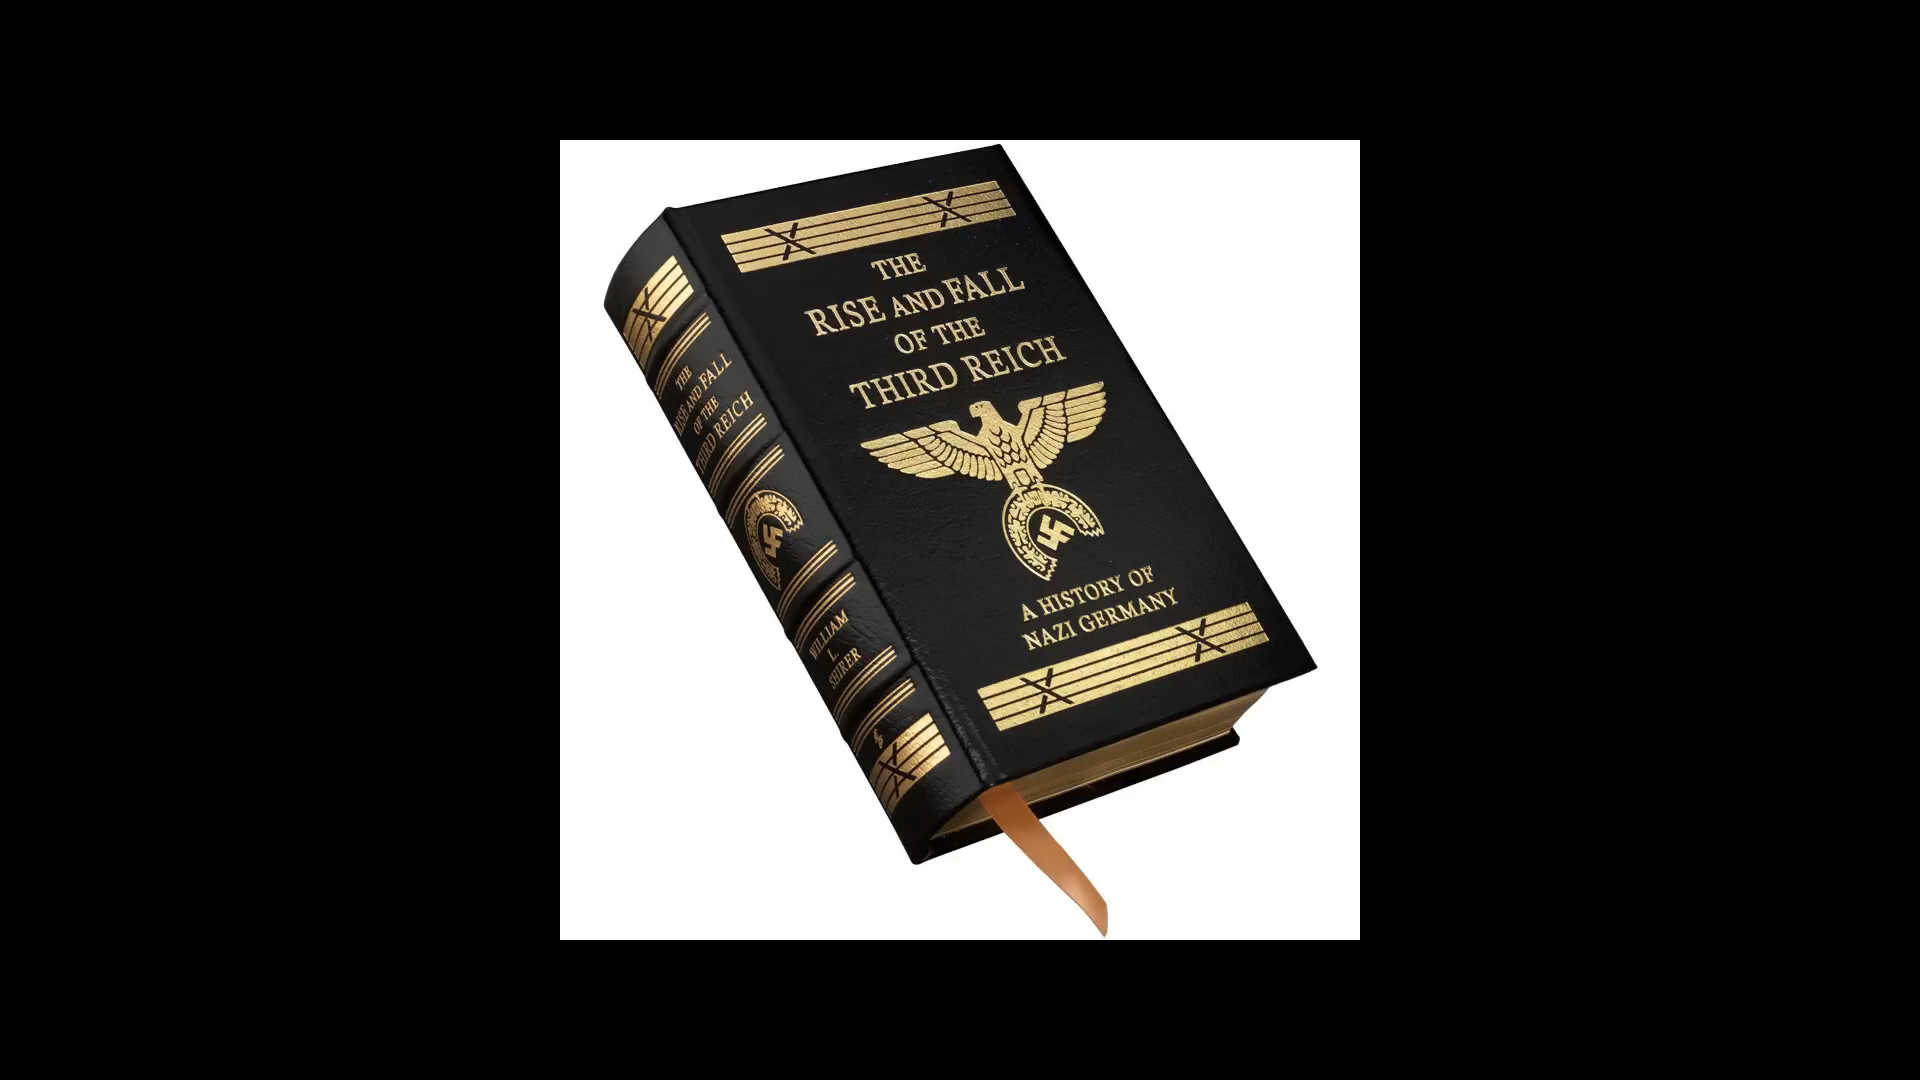 THE
RISE AND FALL
OF THE
THIRD REICH
A HISTORY OF
NAZI GERMANY
THE
RISE AND FALL
OF THE
THIRD REICH
WILLIAM
L.
SHIRER